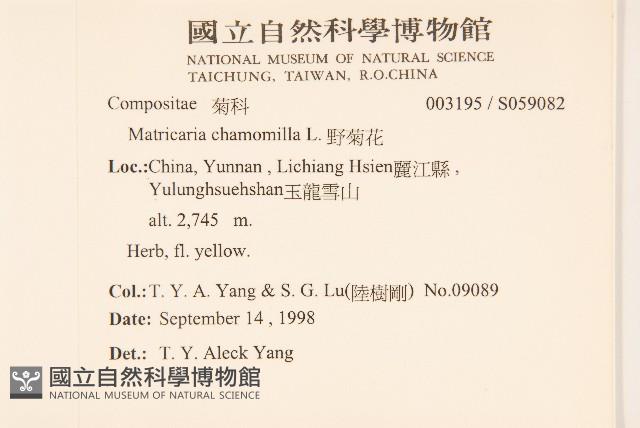 國立自然科學博物館
NATIONAL MUSEUM OF NATURAL SCIENCE
TAICHUNG, TAIWAN, R.O.CHINA
Compositae 菊科 003195 / S059082
Matricaria chamomilla L. 野菊花
Loc.:China, Yunnan , Lichiang Hsien麗江縣 ,
Yulunghsuehshan玉龍雪山
alt. 2,745 m.
Herb, fl. yellow.
Col.:T. Y. A. Yang & S. G. Lu(陸樹剛) No.09089
Date: September 14 , 1998
Det.: T. Y. Aleck Yang
國立自然科學博物館
NATIONAL MUSEUM OF NATURAL SCIENCE